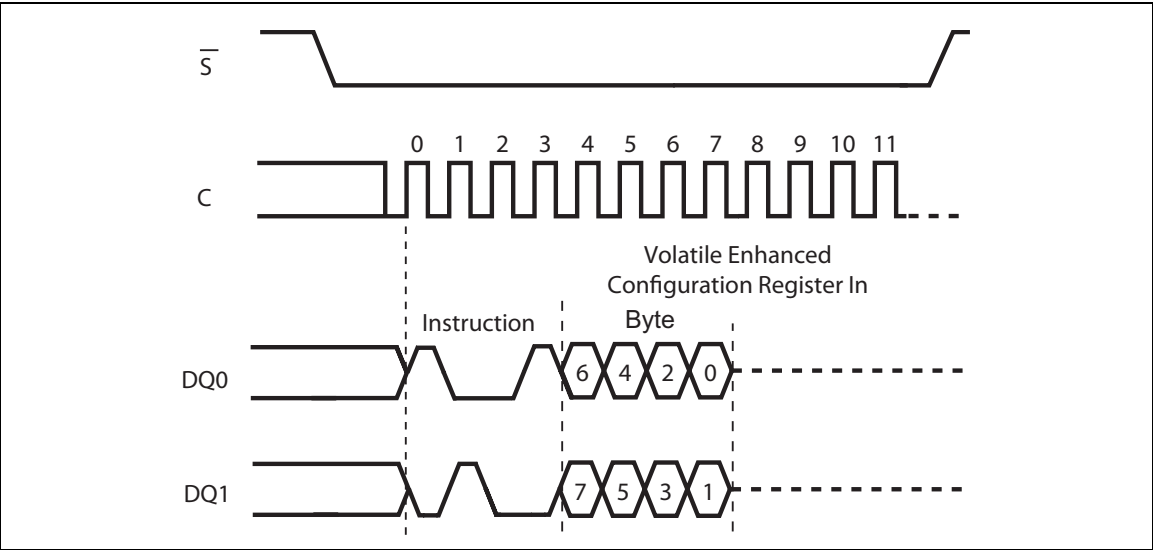 S̅
0 1 2 3 4 5 6 7 8 9 10 11
C
Volatile Enhanced
Configuration Register In
Instruction Byte
DQ0 6 4 2 0
DQ1 7 5 3 1